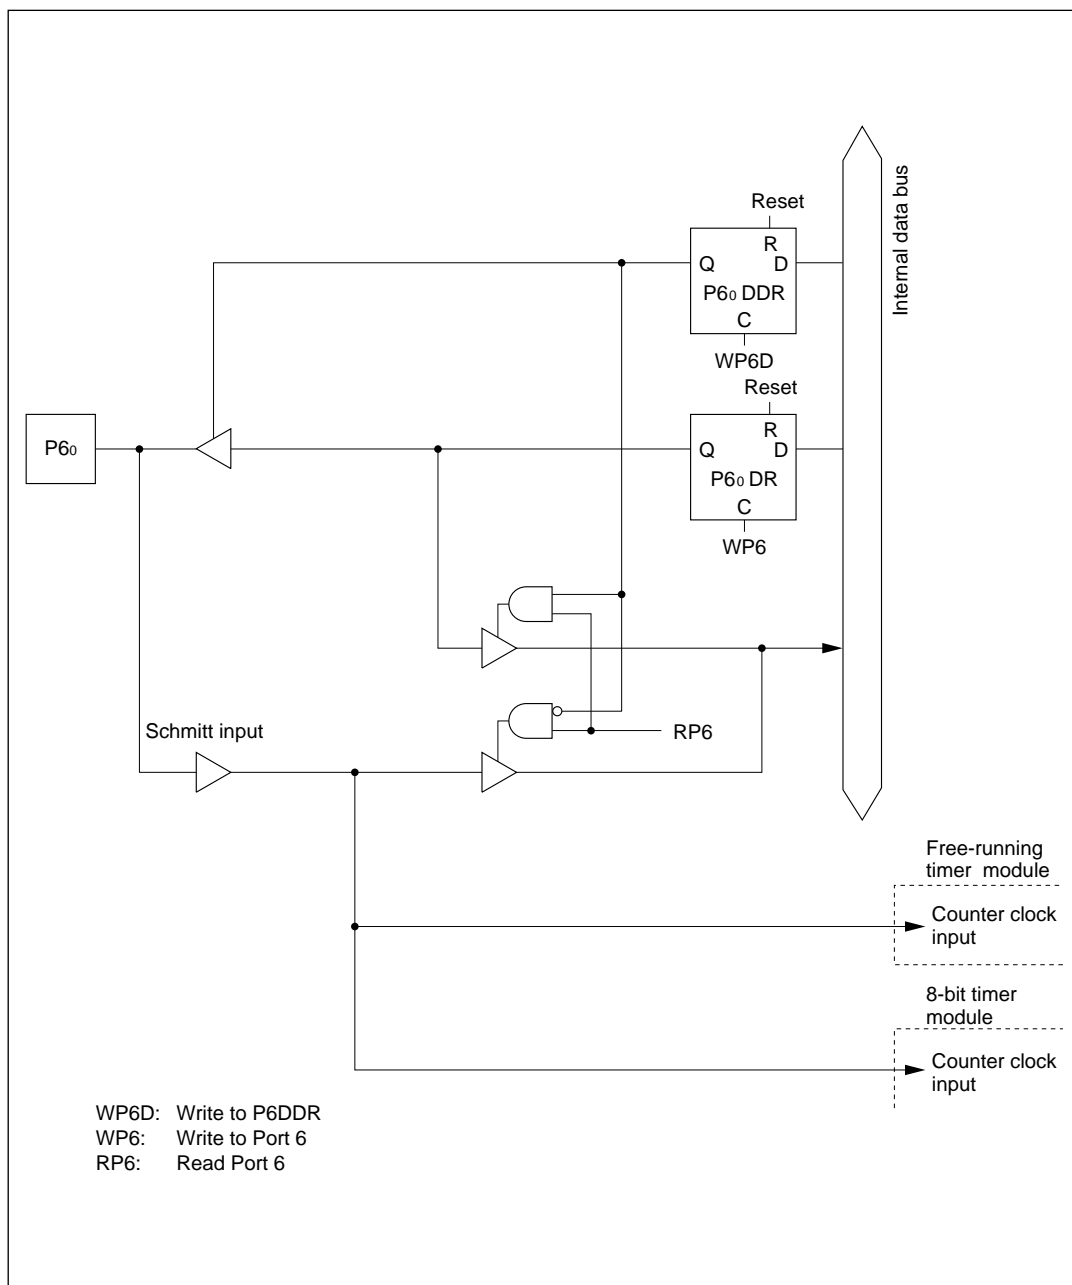 Reset
R
Q
D
P6₀ DDR
C
WP6D
Internal data bus
Reset
R
Q
D
P6₀ DR
C
WP6
P6₀
RP6
Schmitt input
Free-running
timer module
Counter clock
input
8-bit timer
module
Counter clock
input
WP6D: Write to P6DDR
WP6: Write to Port 6
RP6: Read Port 6